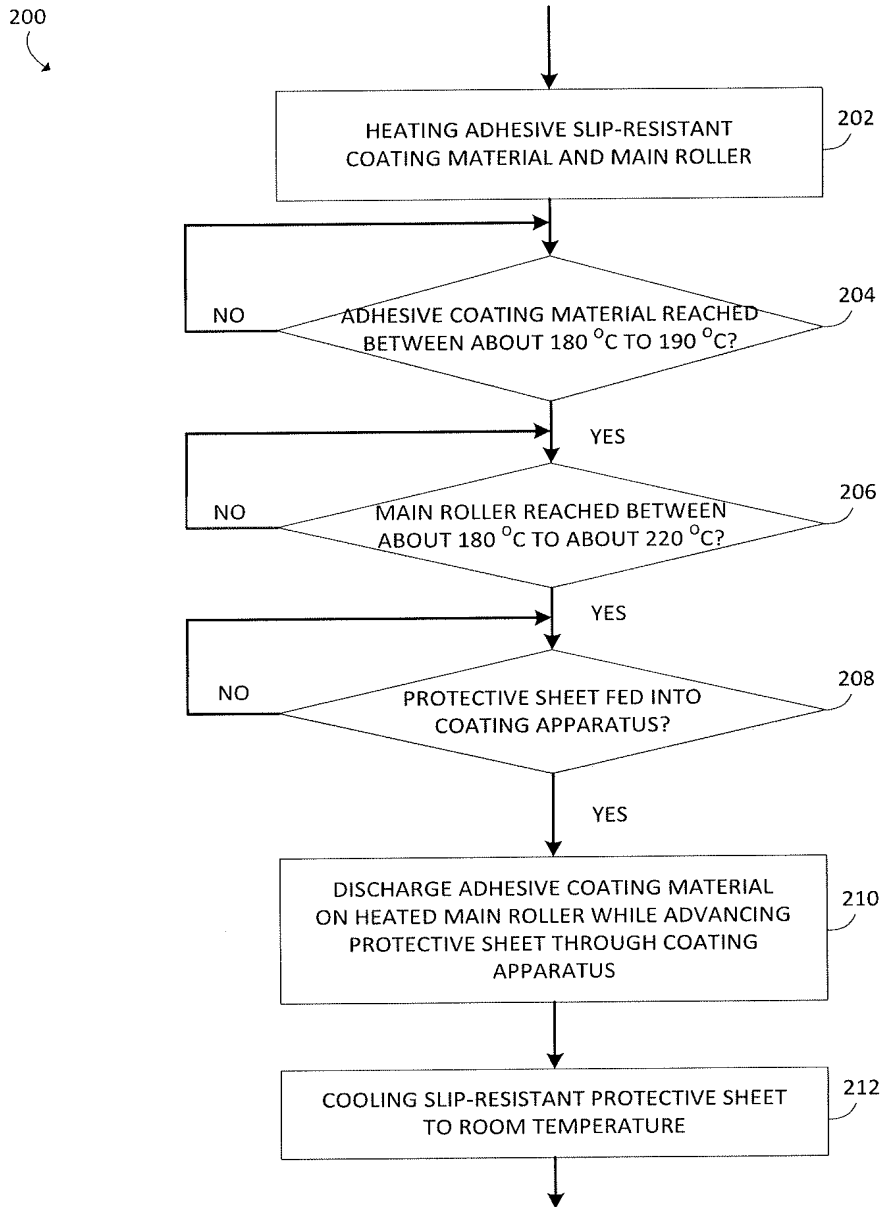 200
HEATING ADHESIVE SLIP-RESISTANT
COATING MATERIAL AND MAIN ROLLER
202
ADHESIVE COATING MATERIAL REACHED
BETWEEN ABOUT 180 °C TO 190 °C?
204
NO
YES
MAIN ROLLER REACHED BETWEEN
ABOUT 180 °C TO ABOUT 220 °C?
206
NO
YES
PROTECTIVE SHEET FED INTO
COATING APPARATUS?
208
NO
YES
DISCHARGE ADHESIVE COATING MATERIAL
ON HEATED MAIN ROLLER WHILE ADVANCING
PROTECTIVE SHEET THROUGH COATING
APPARATUS
210
COOLING SLIP-RESISTANT PROTECTIVE SHEET
TO ROOM TEMPERATURE
212